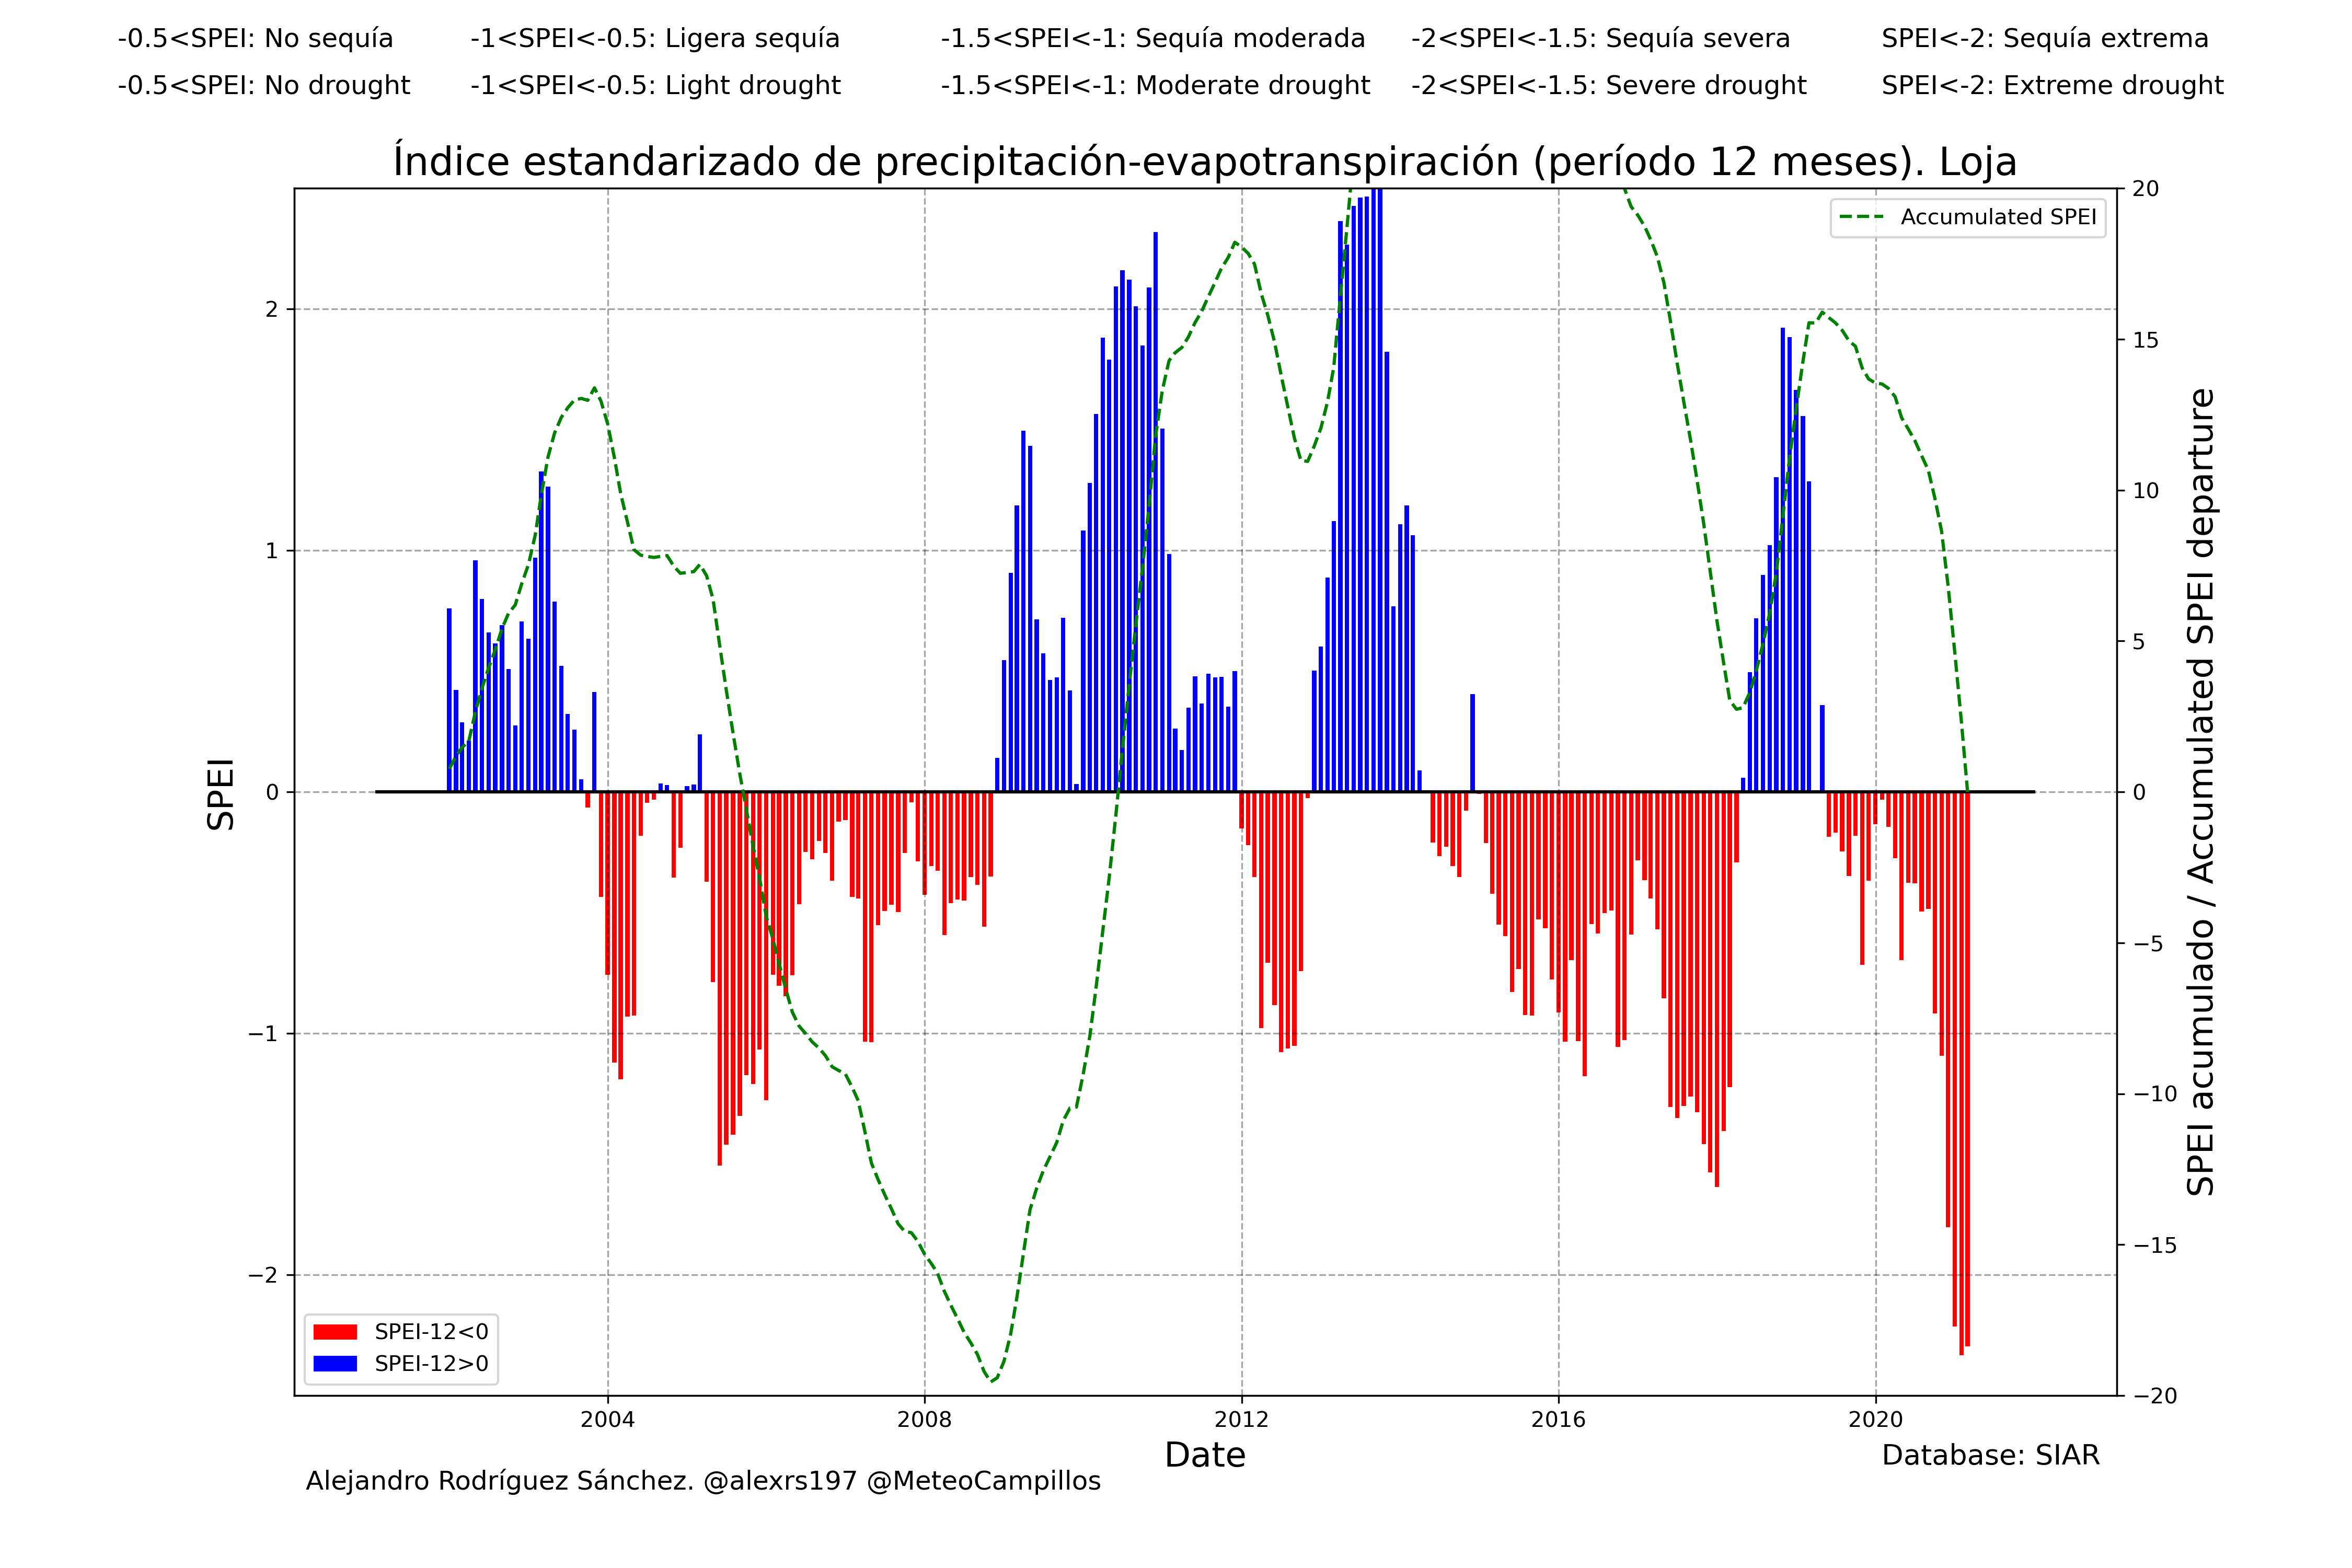 -0.5<SPEI: No sequía -1<SPEI<-0.5: Ligera sequía -1.5<SPEI<-1: Sequía moderada -2<SPEI<-1.5: Sequía severa SPEI<-2: Sequía extrema
-0.5<SPEI: No drought -1<SPEI<-0.5: Light drought -1.5<SPEI<-1: Moderate drought -2<SPEI<-1.5: Severe drought SPEI<-2: Extreme drought
Índice estandarizado de precipitación-evapotranspiración (período 12 meses). Loja
Accumulated SPEI
SPEI
2
1
0
−1
−2
20
15
10
5
0
−5
−10
−15
−20
SPEI acumulado / Accumulated SPEI departure
SPEI-12<0
SPEI-12>0
2004 2008 2012 2016 2020
Date
Database: SIAR
Alejandro Rodríguez Sánchez. @alexrs197 @MeteoCampillos